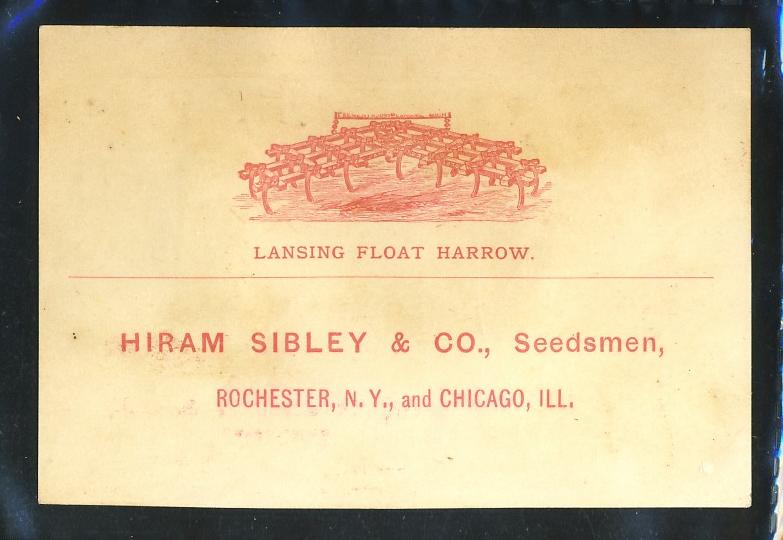 LANSING FLOAT HARROW.
HIRAM SIBLEY & CO., Seedsmen,
ROCHESTER, N. Y., and CHICAGO, ILL.